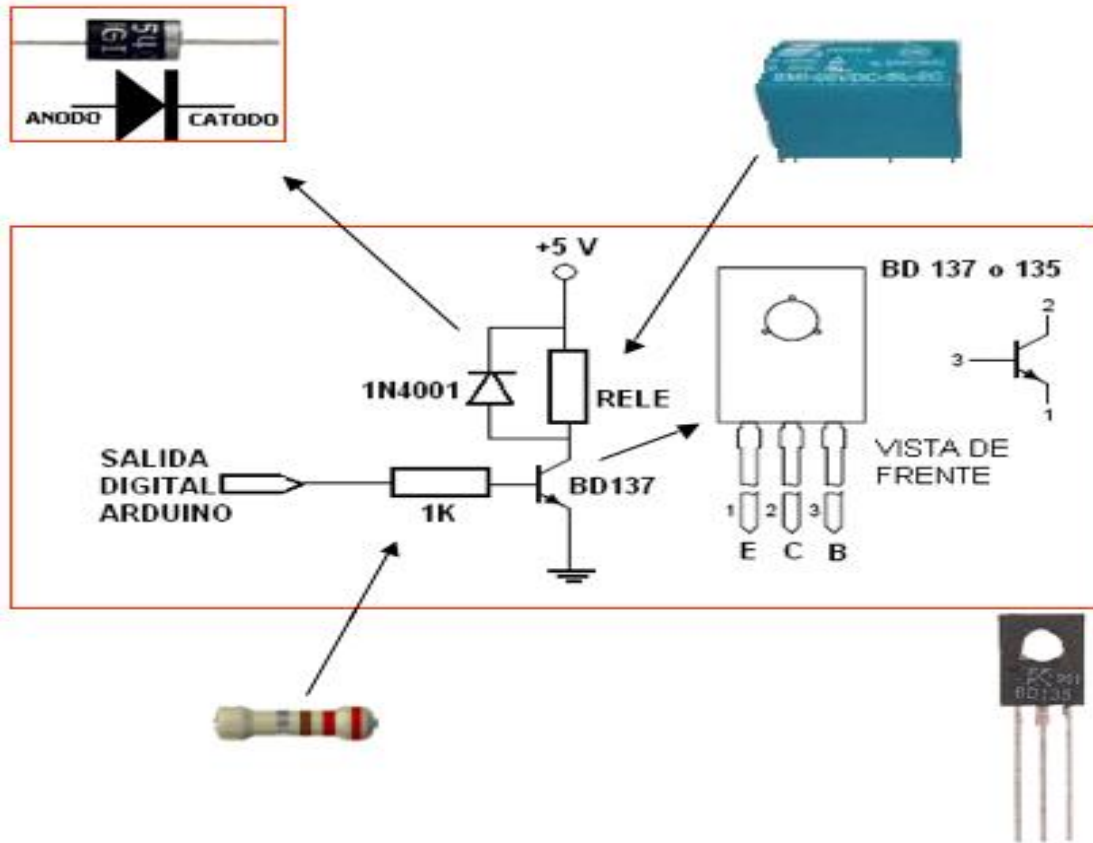 ANODO
CATODO
+5 V
1N4001
RELE
SALIDA
DIGITAL
ARDUINO
1K
BD137
BD 137 o 135
2
3
1
VISTA DE
FRENTE
1 2 3
E C B
BD135